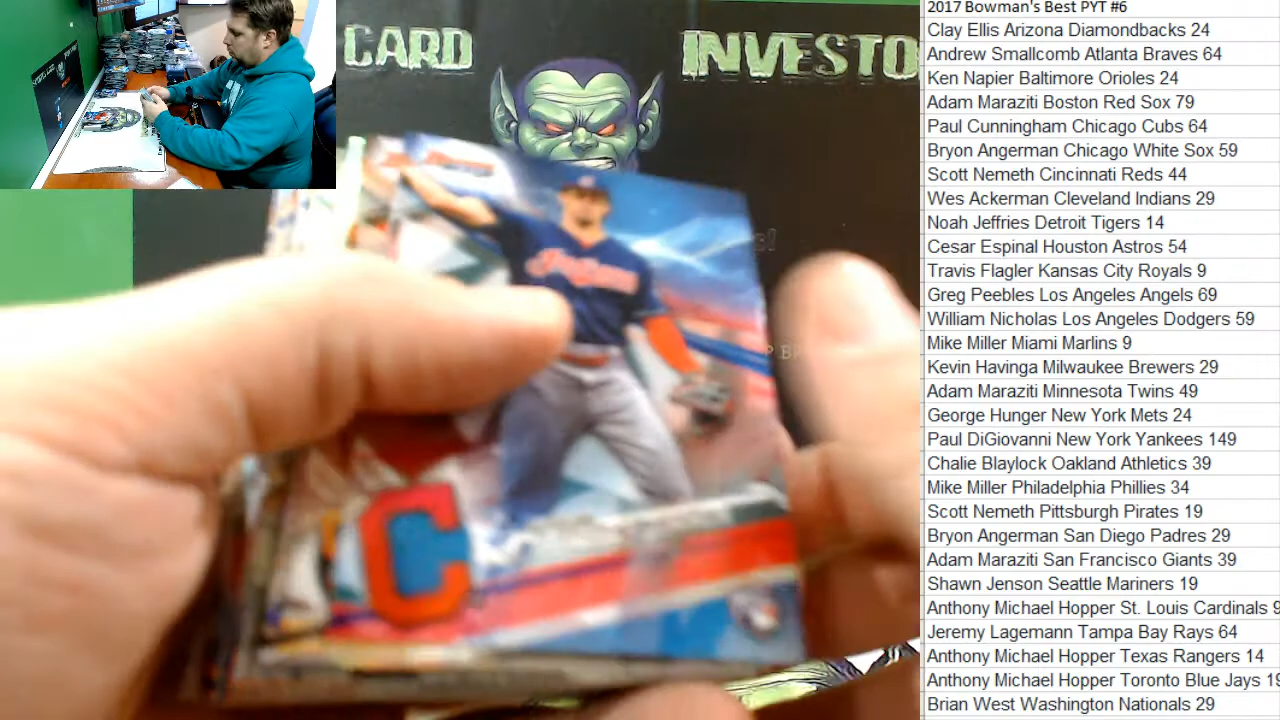 CARD INVESTO
Indians
C
2017 Bowman's Best PYT #6
Clay Ellis Arizona Diamondbacks 24
Andrew Smallcomb Atlanta Braves 64
Ken Napier Baltimore Orioles 24
Adam Maraziti Boston Red Sox 79
Paul Cunningham Chicago Cubs 64
Bryon Angerman Chicago White Sox 59
Scott Nemeth Cincinnati Reds 44
Wes Ackerman Cleveland Indians 29
Noah Jeffries Detroit Tigers 14
Cesar Espinal Houston Astros 54
Travis Flagler Kansas City Royals 9
Greg Peebles Los Angeles Angels 69
William Nicholas Los Angeles Dodgers 59
Mike Miller Miami Marlins 9
Kevin Havinga Milwaukee Brewers 29
Adam Maraziti Minnesota Twins 49
George Hunger New York Mets 24
Paul DiGiovanni New York Yankees 149
Chalie Blaylock Oakland Athletics 39
Mike Miller Philadelphia Phillies 34
Scott Nemeth Pittsburgh Pirates 19
Bryon Angerman San Diego Padres 29
Adam Maraziti San Francisco Giants 39
Shawn Jenson Seattle Mariners 19
Anthony Michael Hopper St. Louis Cardinals 9
Jeremy Lagemann Tampa Bay Rays 64
Anthony Michael Hopper Texas Rangers 14
Anthony Michael Hopper Toronto Blue Jays 19
Brian West Washington Nationals 29